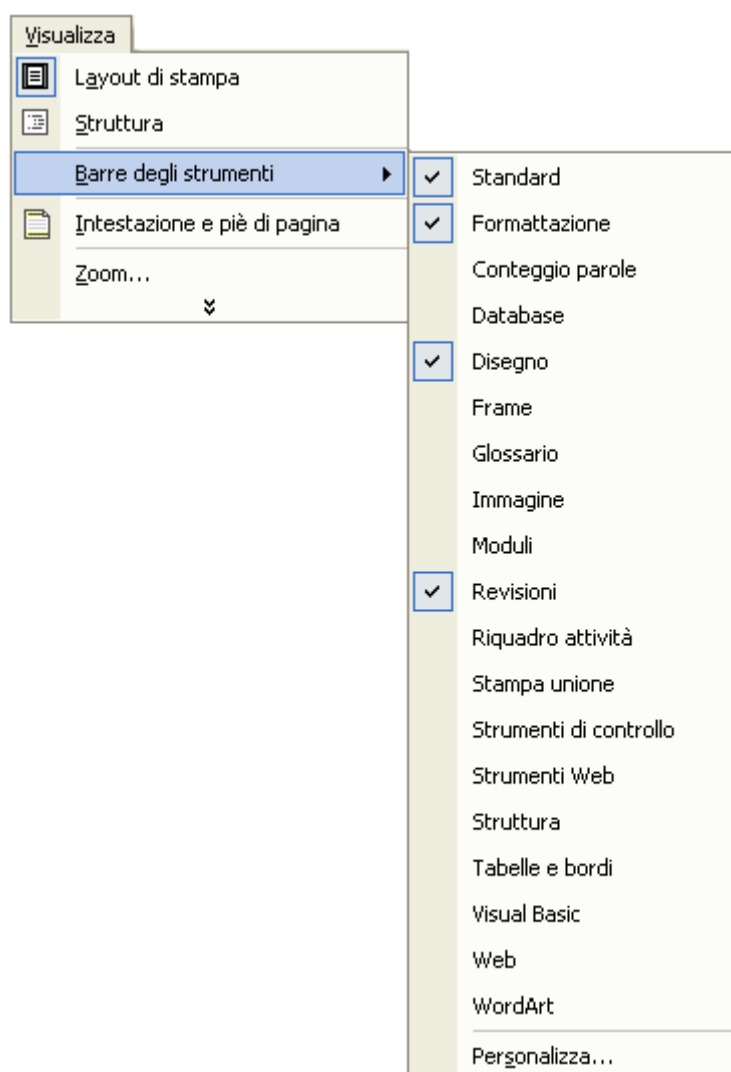 Visualizza
Layout di stampa
Struttura
Barre degli strumenti
Intestazione e piè di pagina
Zoom...
Standard
Formattazione
Conteggio parole
Database
Disegno
Frame
Glossario
Immagine
Moduli
Revisioni
Riquadro attività
Stampa unione
Strumenti di controllo
Strumenti Web
Struttura
Tabelle e bordi
Visual Basic
Web
WordArt
Personalizza...